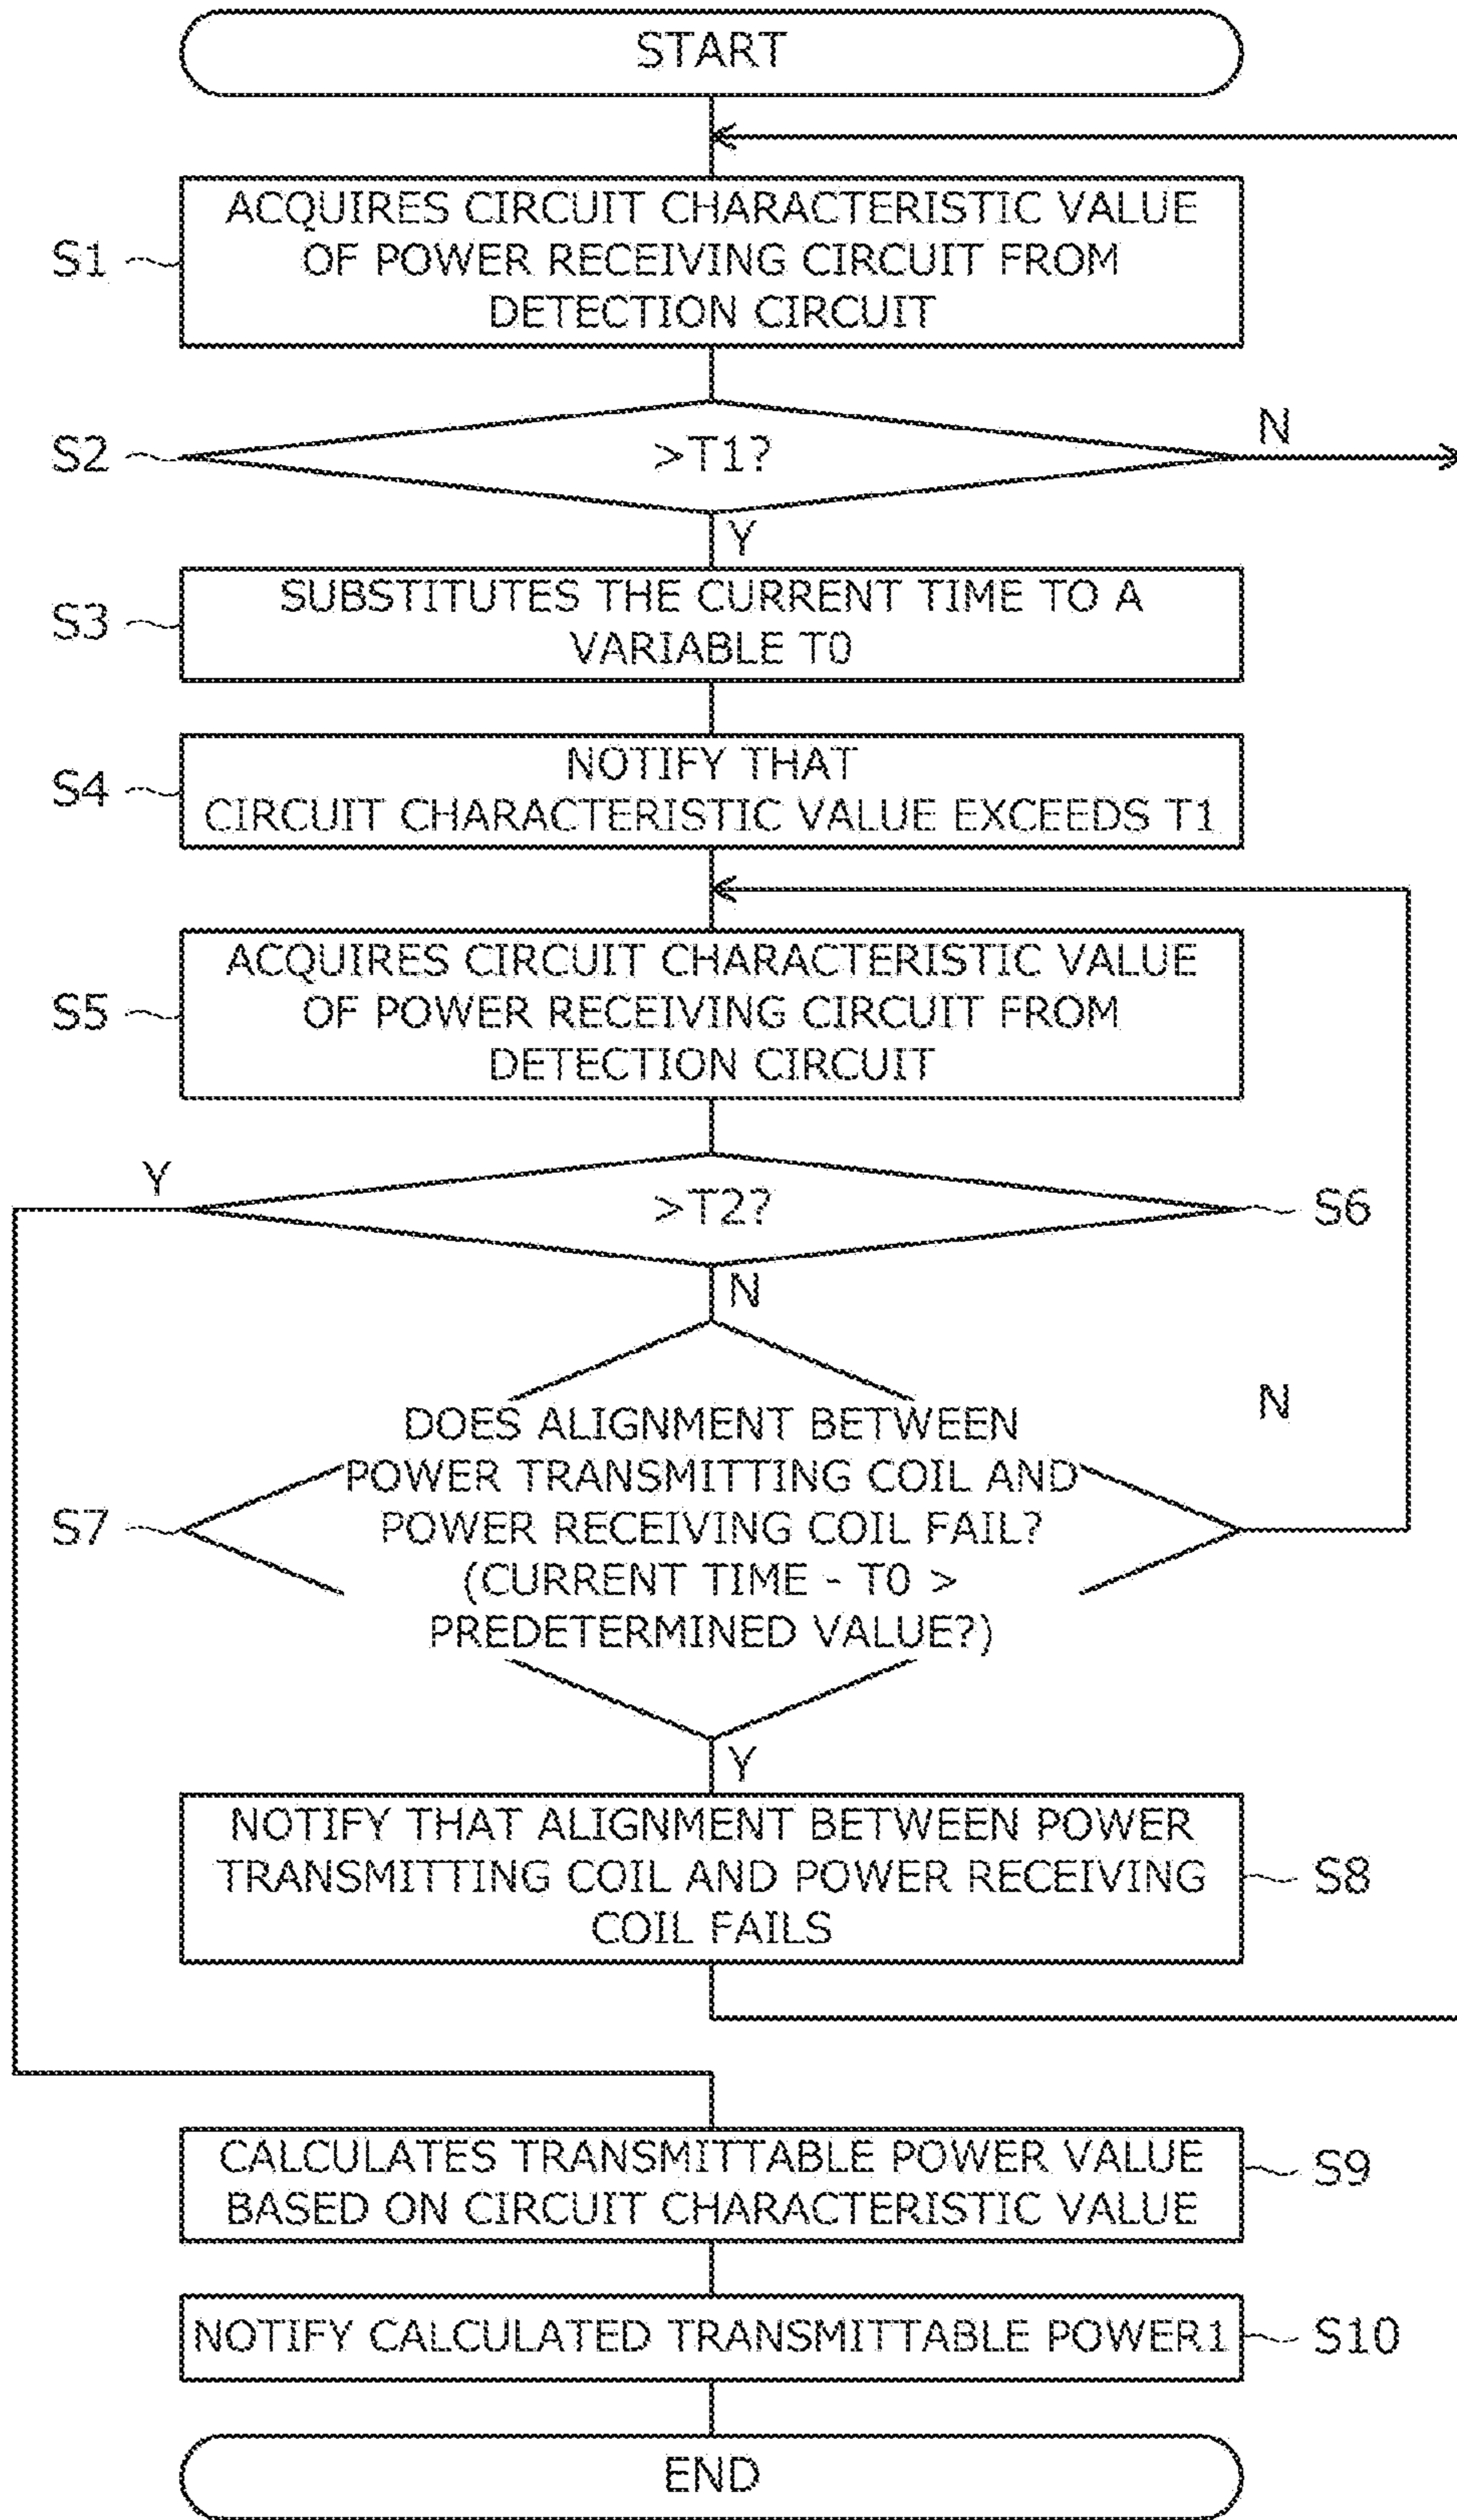 START
ACQUIRES CIRCUIT CHARACTERISTIC VALUE
OF POWER RECEIVING CIRCUIT FROM
DETECTION CIRCUIT
S1
>T1?
S2
N
Y
SUBSTITUTES THE CURRENT TIME TO A
VARIABLE T0
S3
NOTIFY THAT
CIRCUIT CHARACTERISTIC VALUE EXCEEDS T1
S4
ACQUIRES CIRCUIT CHARACTERISTIC VALUE
OF POWER RECEIVING CIRCUIT FROM
DETECTION CIRCUIT
S5
Y
>T2?
S6
N
DOES ALIGNMENT BETWEEN
POWER TRANSMITTING COIL AND
POWER RECEIVING COIL FAIL?
(CURRENT TIME - T0 >
PREDETERMINED VALUE?)
S7
N
Y
NOTIFY THAT ALIGNMENT BETWEEN POWER
TRANSMITTING COIL AND POWER RECEIVING
COIL FAILS
S8
CALCULATES TRANSMITTABLE POWER VALUE
BASED ON CIRCUIT CHARACTERISTIC VALUE
S9
NOTIFY CALCULATED TRANSMITTABLE POWER1
S10
END